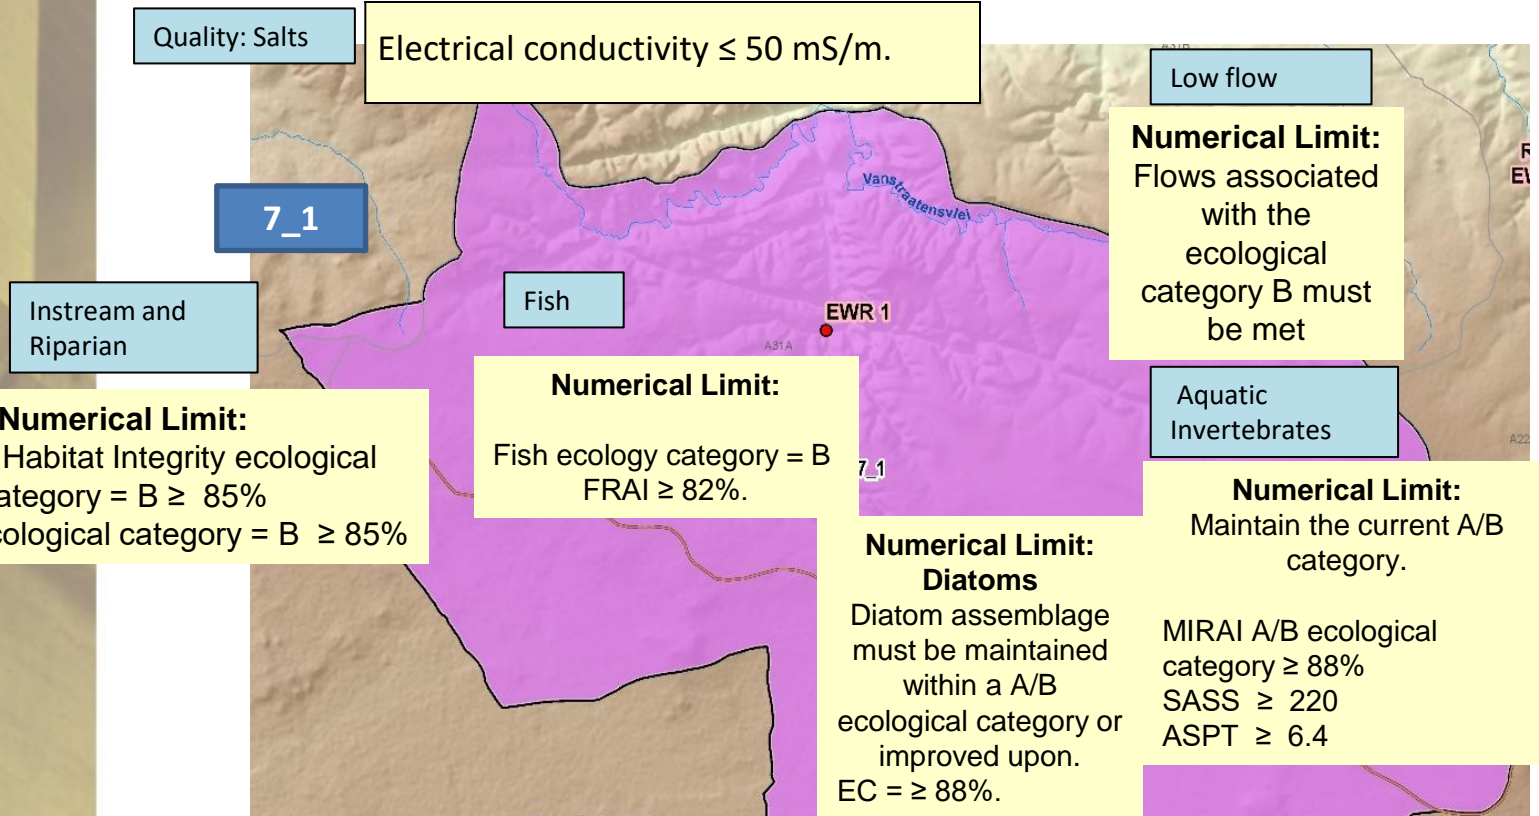 Quality: Salts
Electrical conductivity ≤ 50 mS/m.
Low flow
Numerical Limit:
Flows associated
with the
ecological
category B must
be met
7_1
Vanstraatensvlei
Instream and
Riparian
Fish
EWR 1
A31A
Numerical Limit:
Habitat Integrity ecological
category = B ≥ 85%
ecological category = B ≥ 85%
Numerical Limit:
Fish ecology category = B
FRAI ≥ 82%.
7_1
Aquatic
Invertebrates
A22
Numerical Limit:
Diatoms
Diatom assemblage
must be maintained
within a A/B
ecological category or
improved upon.
EC = ≥ 88%.
Numerical Limit:
Maintain the current A/B
category.
MIRAI A/B ecological
category ≥ 88%
SASS ≥ 220
ASPT ≥ 6.4